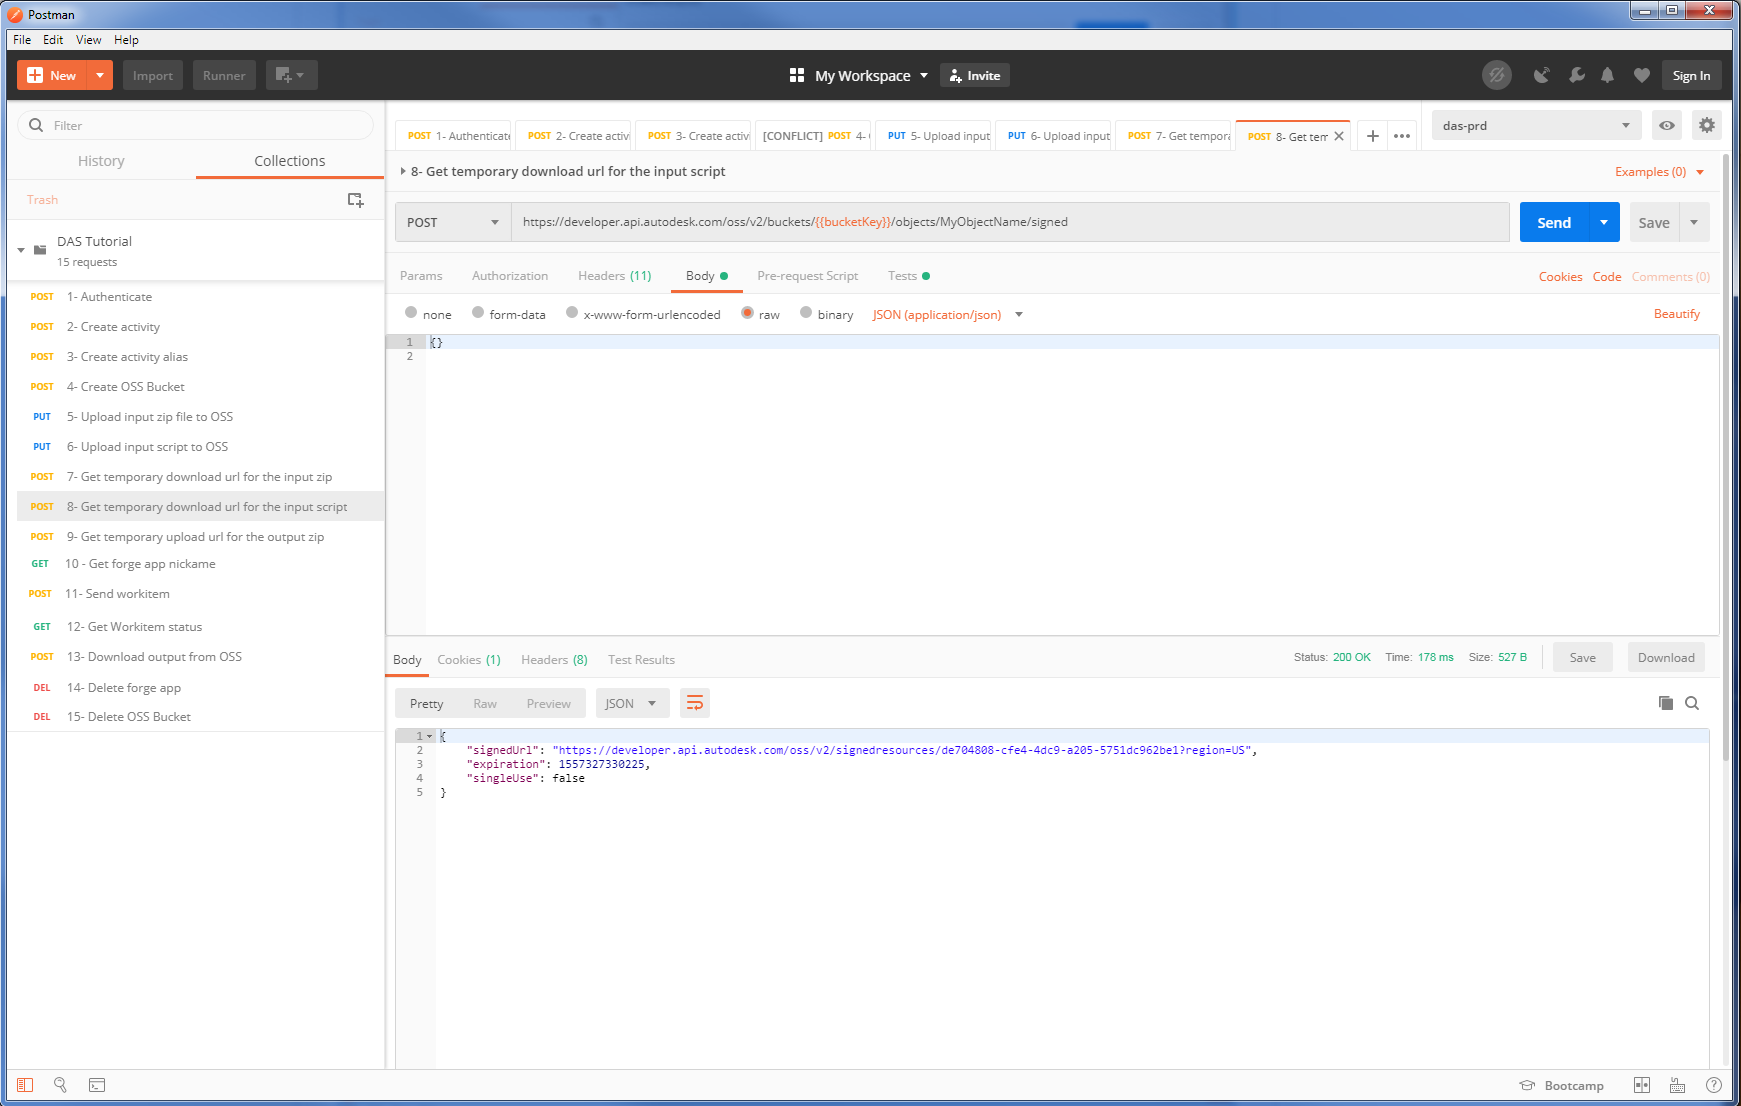 Postman
File Edit View Help
New Import Runner My Workspace Invite Sign In
Filter
History Collections
Trash
DAS Tutorial
15 requests
POST 1- Authenticate
POST 2- Create activity
POST 3- Create activity alias
POST 4- Create OSS Bucket
PUT 5- Upload input zip file to OSS
PUT 6- Upload input script to OSS
POST 7- Get temporary download url for the input zip
POST 8- Get temporary download url for the input script
POST 9- Get temporary upload url for the output zip
GET 10 - Get forge app nickame
POST 11- Send workitem
GET 12- Get Workitem status
POST 13- Download output from OSS
DEL 14- Delete forge app
DEL 15- Delete OSS Bucket
POST 1- Authenticate POST 2- Create activ POST 3- Create activ [CONFLICT] POST 4- PUT 5- Upload input PUT 6- Upload input POST 7- Get tempora POST 8- Get tem das-prd
8- Get temporary download url for the input script Examples (0)
POST https://developer.api.autodesk.com/oss/v2/buckets/{{bucketKey}}/objects/MyObjectName/signed Send Save
Params Authorization Headers (11) Body Pre-request Script Tests Cookies Code Comments (0)
none form-data x-www-form-urlencoded raw binary JSON (application/json) Beautify
1 {}
2
Body Cookies (1) Headers (8) Test Results Status: 200 OK Time: 178 ms Size: 527 B Save Download
Pretty Raw Preview JSON
1 {
2 "signedUrl": "https://developer.api.autodesk.com/oss/v2/signedresources/de704808-cfe4-4dc9-a205-5751dc962be1?region=US",
3 "expiration": 1557327330225,
4 "singleUse": false
5 }
Bootcamp